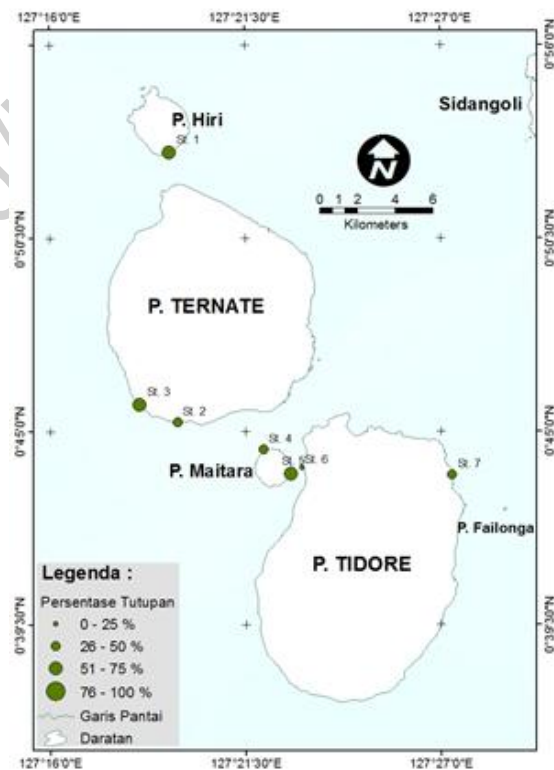 127°16'0"E 127°21'30"E 127°27'0"E
0°56'0"N
Sidangoli
P. Hiri
St. 1
N
0 1 2 4 6
Kilometers
0°50'30"N 0°50'30"N
P. TERNATE
St. 3
St. 2
0°45'0"N 0°45'0"N
St. 4
St. 5 St. 6
P. Maitara
St. 7
P. Failonga
P. TIDORE
Legenda :
Persentase Tutupan
0 - 25 %
26 - 50 %
51 - 75 %
76 - 100 %
Garis Pantai
Daratan
0°39'30"N 0°39'30"N
127°16'0"E 127°21'30"E 127°27'0"E